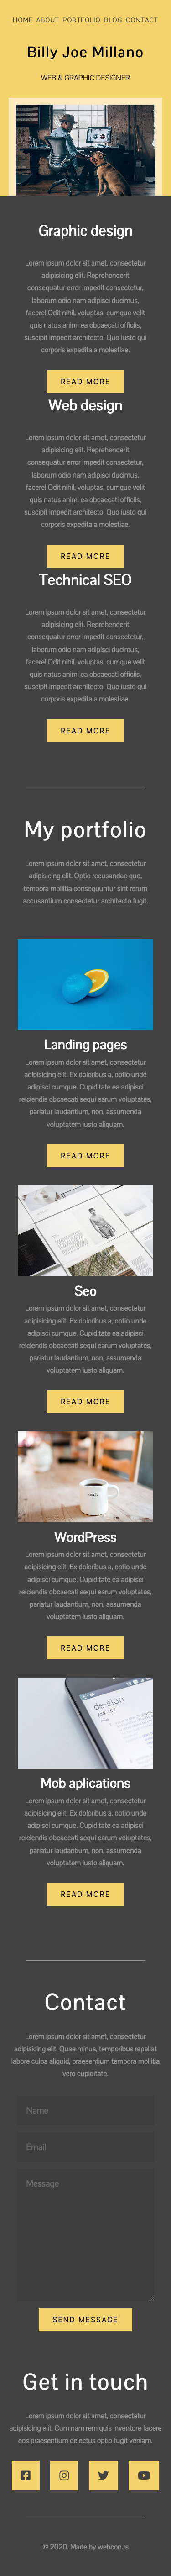 HOME ABOUT PORTFOLIO BLOG CONTACT
Billy Joe Millano
WEB & GRAPHIC DESIGNER
Graphic design
Lorem ipsum dolor sit amet, consectetur
adipisicing elit. Reprehenderit
consequatur error impedit consectetur,
laborum odio nam adipisci ducimus,
facere! Odit nihil, voluptas, cumque velit
quis natus animi ea obcaecati officiis,
suscipit impedit architecto. Quo iusto qui
corporis expedita a molestiae.
READ MORE
Web design
Lorem ipsum dolor sit amet, consectetur
adipisicing elit. Reprehenderit
consequatur error impedit consectetur,
laborum odio nam adipisci ducimus,
facere! Odit nihil, voluptas, cumque velit
quis natus animi ea obcaecati officiis,
suscipit impedit architecto. Quo iusto qui
corporis expedita a molestiae.
READ MORE
Technical SEO
Lorem ipsum dolor sit amet, consectetur
adipisicing elit. Reprehenderit
consequatur error impedit consectetur,
laborum odio nam adipisci ducimus,
facere! Odit nihil, voluptas, cumque velit
quis natus animi ea obcaecati officiis,
suscipit impedit architecto. Quo iusto qui
corporis expedita a molestiae.
READ MORE
My portfolio
Lorem ipsum dolor sit amet, consectetur
adipisicing elit. Optio recusandae quo,
tempora mollitia consequuntur sint rerum
accusantium consectetur architecto fugit.
Landing pages
Lorem ipsum dolor sit amet, consectetur
adipisicing elit. Ex doloribus a, optio unde
adipisci cumque. Cupiditate ea adipisci
reiciendis obcaecati sequi earum voluptates,
pariatur laudantium, non, assumenda
voluptatem iusto aliquam.
READ MORE
Seo
Lorem ipsum dolor sit amet, consectetur
adipisicing elit. Ex doloribus a, optio unde
adipisci cumque. Cupiditate ea adipisci
reiciendis obcaecati sequi earum voluptates,
pariatur laudantium, non, assumenda
voluptatem iusto aliquam.
READ MORE
WordPress
Lorem ipsum dolor sit amet, consectetur
adipisicing elit. Ex doloribus a, optio unde
adipisci cumque. Cupiditate ea adipisci
reiciendis obcaecati sequi earum voluptates,
pariatur laudantium, non, assumenda
voluptatem iusto aliquam.
READ MORE
de·sign
Mob aplications
Lorem ipsum dolor sit amet, consectetur
adipisicing elit. Ex doloribus a, optio unde
adipisci cumque. Cupiditate ea adipisci
reiciendis obcaecati sequi earum voluptates,
pariatur laudantium, non, assumenda
voluptatem iusto aliquam.
READ MORE
Contact
Lorem ipsum dolor sit amet, consectetur
adipisicing elit. Quae minus, temporibus repellat
labore culpa aliquid, praesentium tempora mollitia
vero cupiditate.
Name
Email
Message
SEND MESSAGE
Get in touch
Lorem ipsum dolor sit amet, consectetur
adipisicing elit. Cum nam rem quis inventore facere
eos praesentium delectus optio fugit veniam.
© 2020. Made by webcon.rs